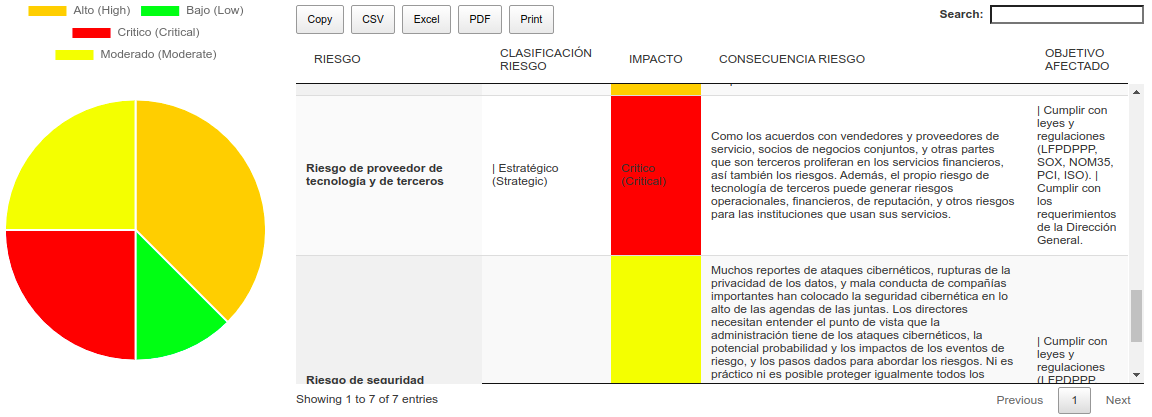 Alto (High) Bajo (Low)
Critico (Critical)
Moderado (Moderate)
Copy CSV Excel PDF Print
Search:
RIESGO
CLASIFICACIÓN
RIESGO
IMPACTO
CONSECUENCIA RIESGO
OBJETIVO
AFECTADO
Riesgo de proveedor de
tecnología y de terceros
| Estratégico
(Strategic)
Critico
(Critical)
Como los acuerdos con vendedores y proveedores de
servicio, socios de negocios conjuntos, y otras partes
que son terceros proliferan en los servicios financieros,
así también los riesgos. Además, el propio riesgo de
tecnología de terceros puede generar riesgos
operacionales, financieros, de reputación, y otros riesgos
para las instituciones que usan sus servicios.
| Cumplir con
leyes y
regulaciones
(LFPDPPP,
SOX, NOM35,
PCI, ISO). |
Cumplir con
los
requerimientos
de la Dirección
General.
Riesgo de seguridad
Muchos reportes de ataques cibernéticos, rupturas de la
privacidad de los datos, y mala conducta de compañías
importantes han colocado la seguridad cibernética en lo
alto de las agendas de las juntas. Los directores
necesitan entender el punto de vista que la
administración tiene de los ataques cibernéticos, la
potencial probabilidad y los impactos de los eventos de
riesgo, y los pasos dados para abordar los riesgos. Ni es
práctico ni es posible proteger igualmente todos los
| Cumplir con
leyes y
regulaciones
(LFPDPPP,
Showing 1 to 7 of 7 entries
Previous 1 Next